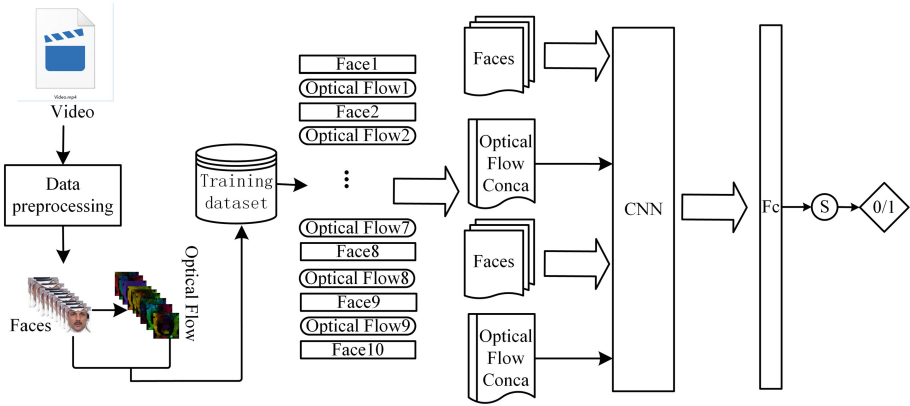 Video.mp4
Video
Data
preprocessing
Faces
Optical Flow
Training
dataset
Face1
Optical Flow1
Face2
Optical Flow2
Optical Flow7
Face8
Optical Flow8
Face9
Optical Flow9
Face10
Faces
Optical
Flow
Conca
Faces
Optical
Flow
Conca
CNN
Fc
S
0/1